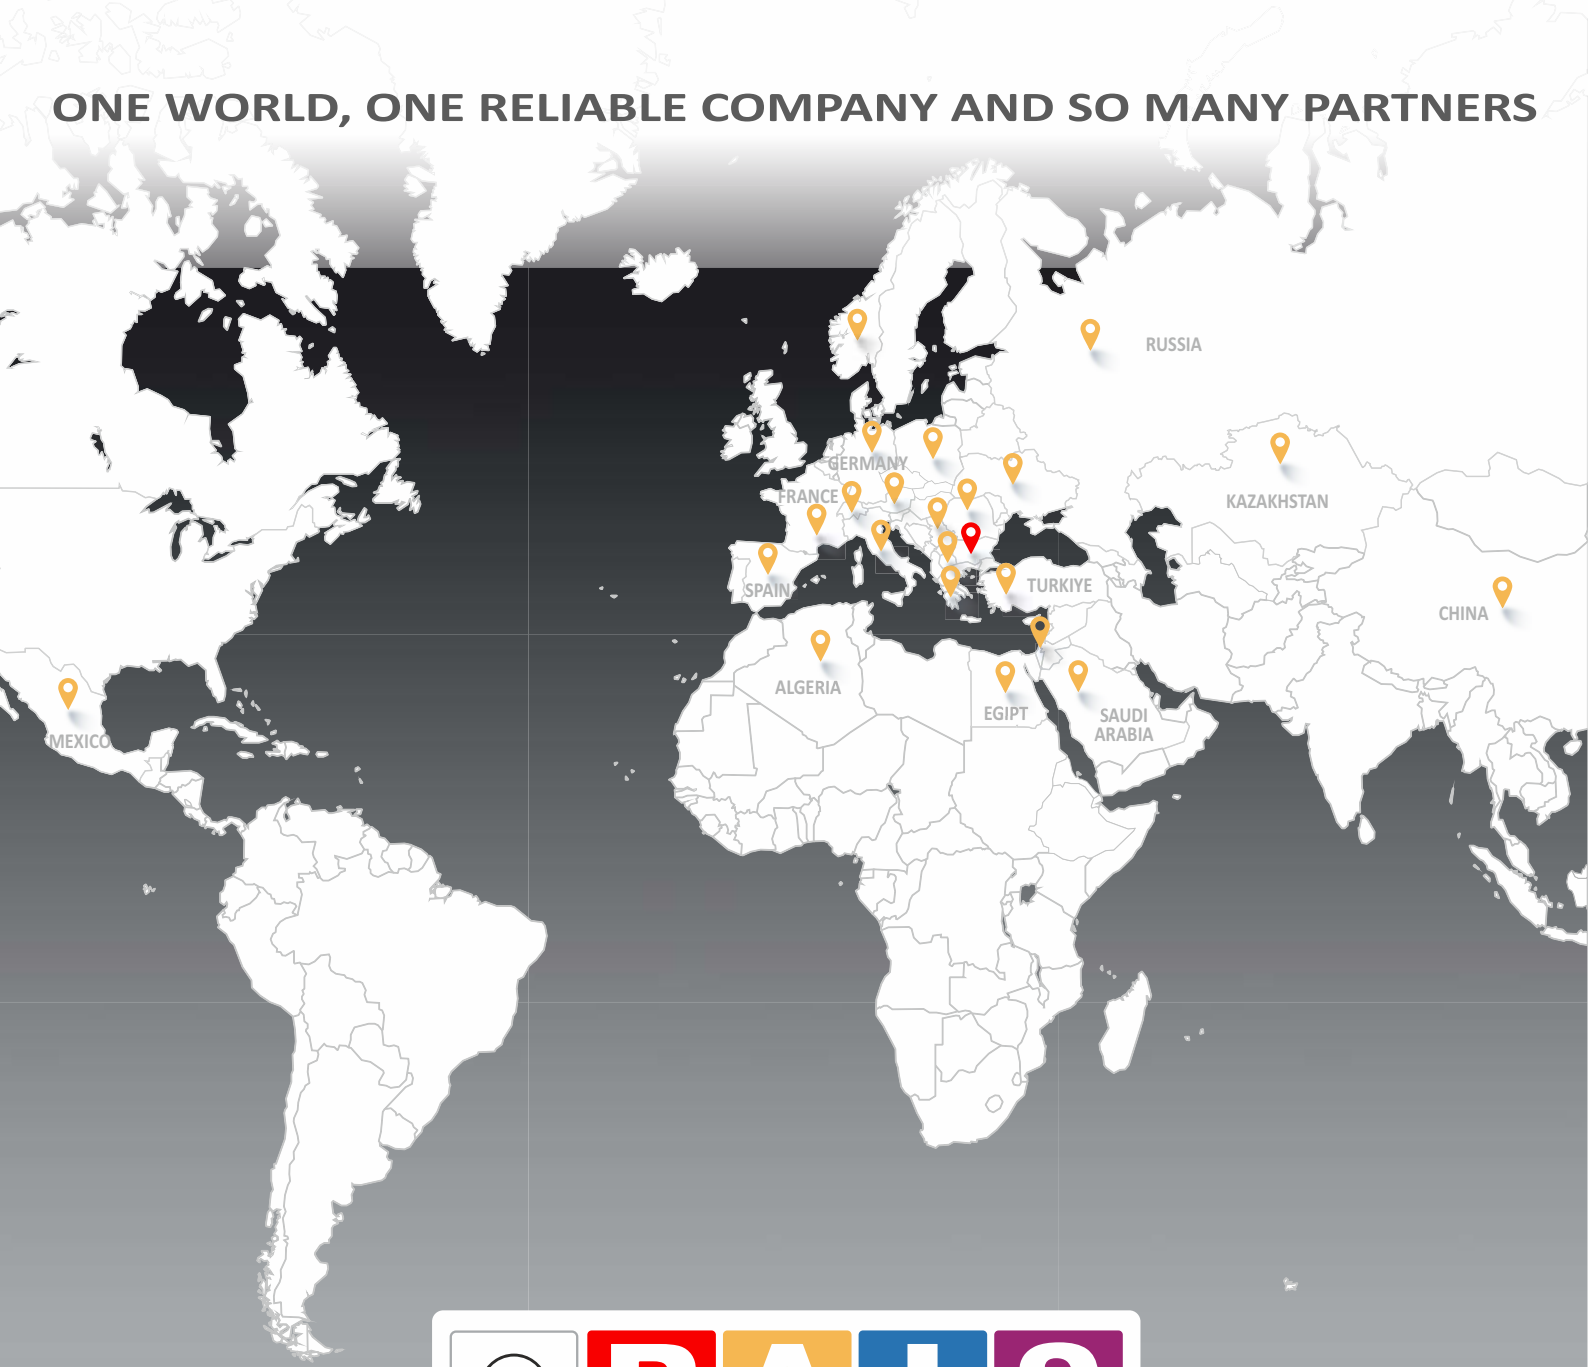 ONE WORLD, ONE RELIABLE COMPANY AND SO MANY PARTNERS
RUSSIA
GERMANY
FRANCE
KAZAKHSTAN
SPAIN
TURKIYE
CHINA
ALGERIA
EGIPT
SAUDI
ARABIA
MEXICO